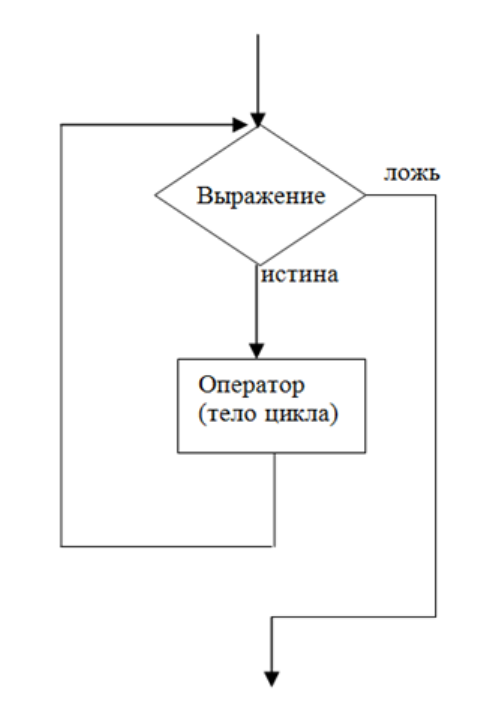 ложь
Выражение
истина
Оператор
(тело цикла)